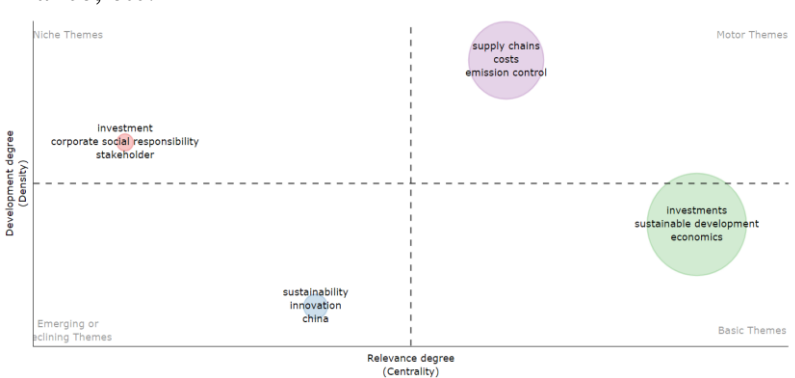 Niche Themes
Motor Themes
supply chains
costs
emission control
investment
corporate social responsibility
stakeholder
Development degree
(Density)
investments
sustainable development
economics
sustainability
innovation
china
Emerging or
eclining Themes
Basic Themes
Relevance degree
(Centrality)